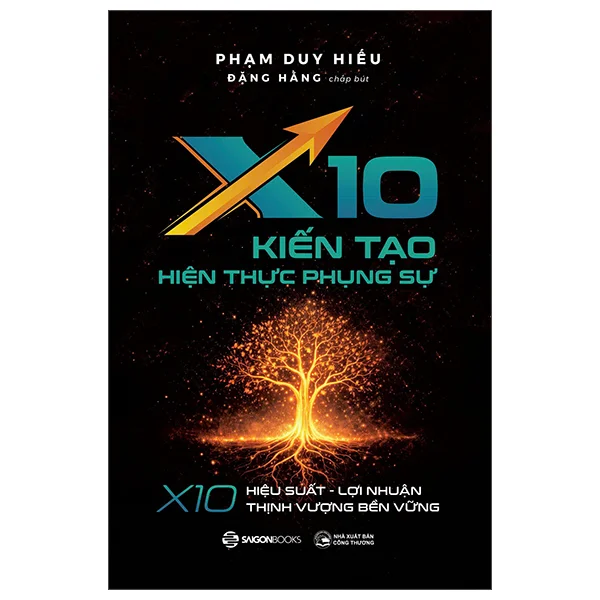 PHẠM DUY HIẾU
ĐẶNG HẰNG chấp bút
X10
KIẾN TẠO
HIỆN THỰC PHỤNG SỰ
X10 HIỆU SUẤT - LỢI NHUẬN
THỊNH VƯỢNG BỀN VỮNG
SAIGONBOOKS
NHÀ XUẤT BẢN
CÔNG THƯƠNG